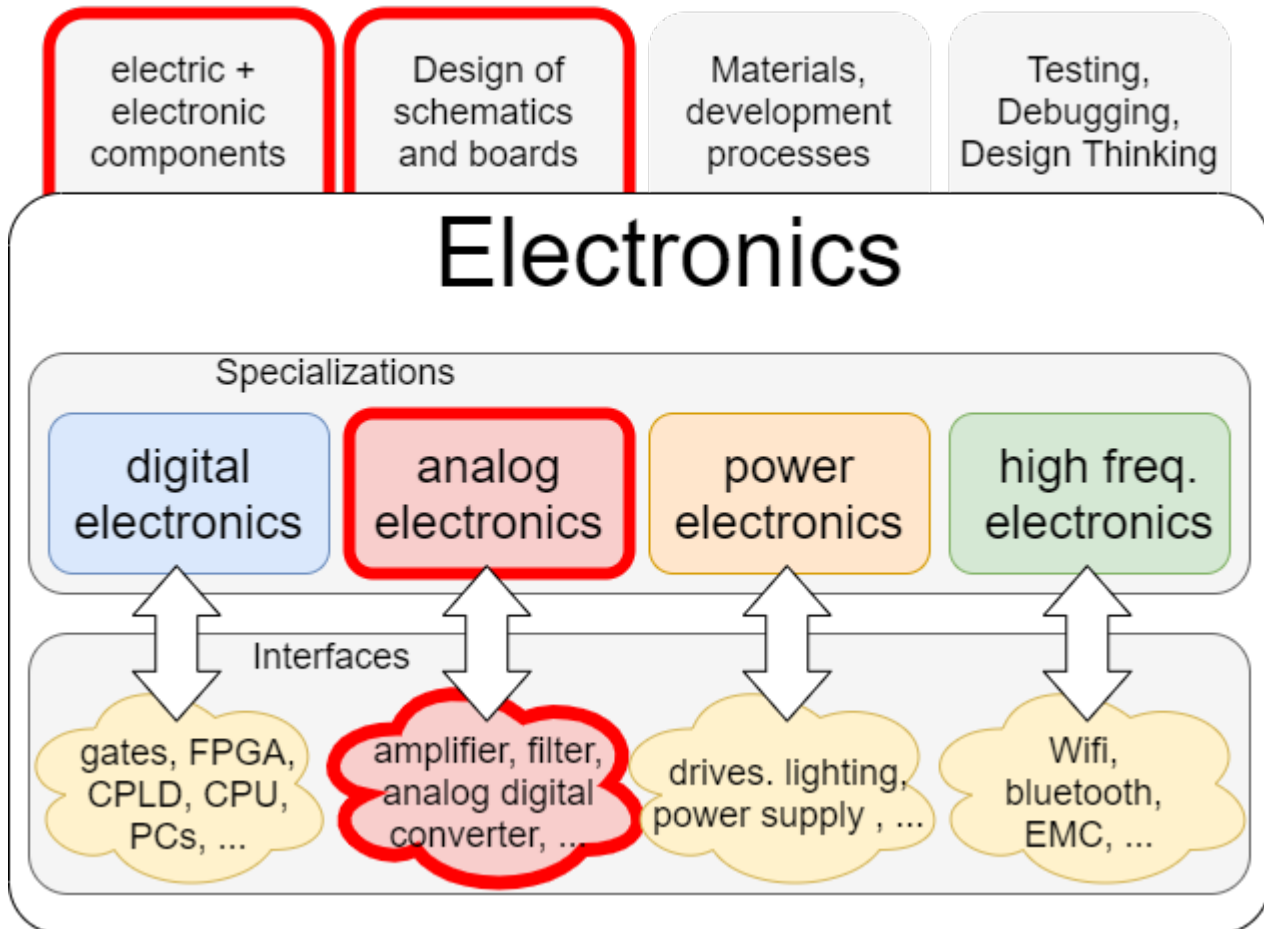 electric +
electronic
components
Design of
schematics
and boards
Materials,
development
processes
Testing,
Debugging,
Design Thinking
Electronics
Specializations
digital
electronics
analog
electronics
power
electronics
high freq.
electronics
Interfaces
gates, FPGA,
CPLD, CPU,
PCs, ...
amplifier, filter,
analog digital
converter, ...
drives. lighting,
power supply , ...
Wifi,
bluetooth,
EMC, ...